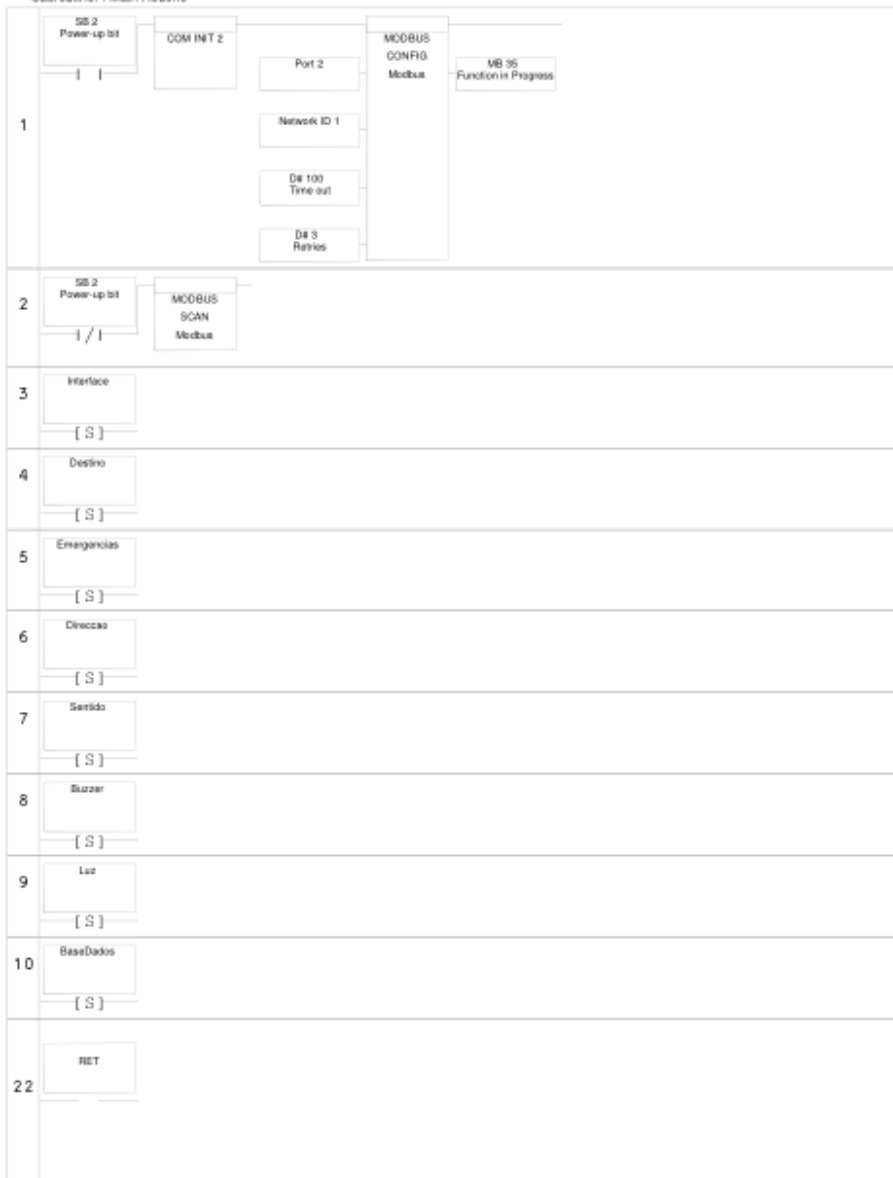 SB 2
Power-up bit
COM INIT 2
MODBUS
CONFIG
Modbus
Port 2
MB 35
Function in Progress
1
Network ID 1
D# 100
Time out
D# 3
Retries
2
SB 2
Power-up bit
MODBUS
SCAN
Modbus
3
Interface
[ S ]
4
Destino
[ S ]
5
Emergencias
[ S ]
6
Direccao
[ S ]
7
Sentido
[ S ]
8
Buzzer
[ S ]
9
Luz
[ S ]
10
BaseDados
[ S ]
RET
22